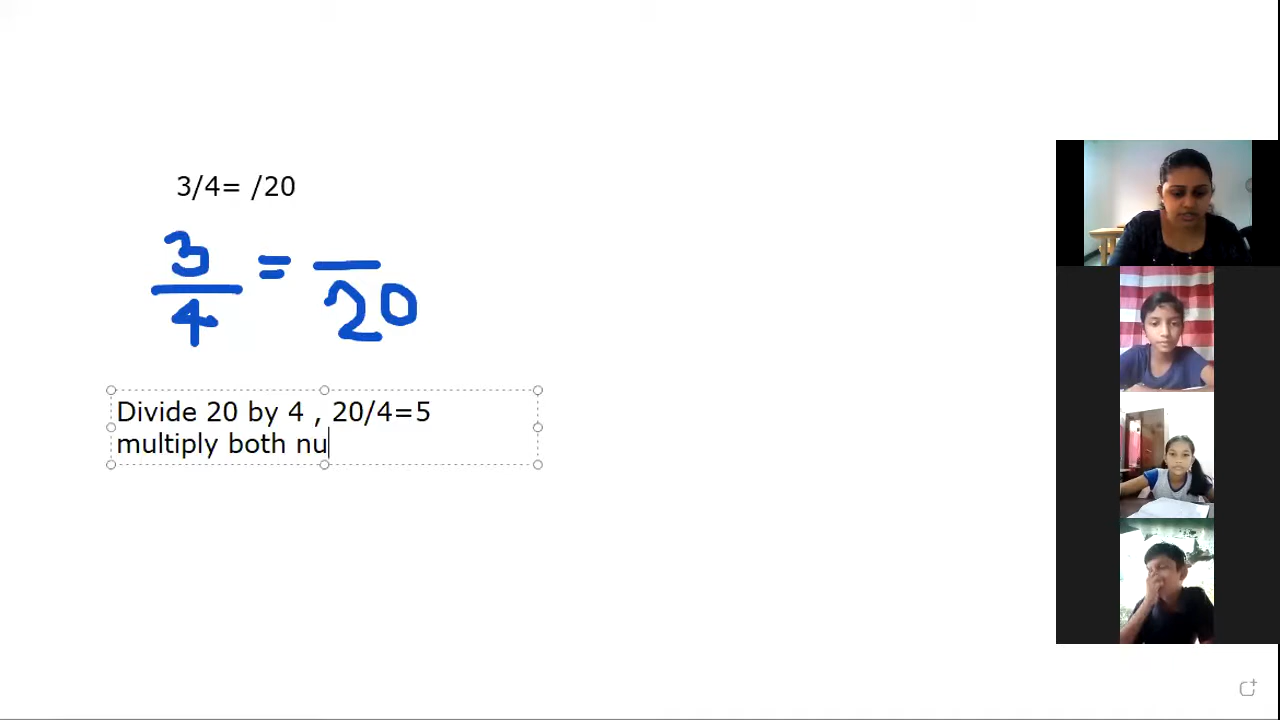 3/4= /20
3/4 = /20
Divide 20 by 4 , 20/4=5
multiply both nu